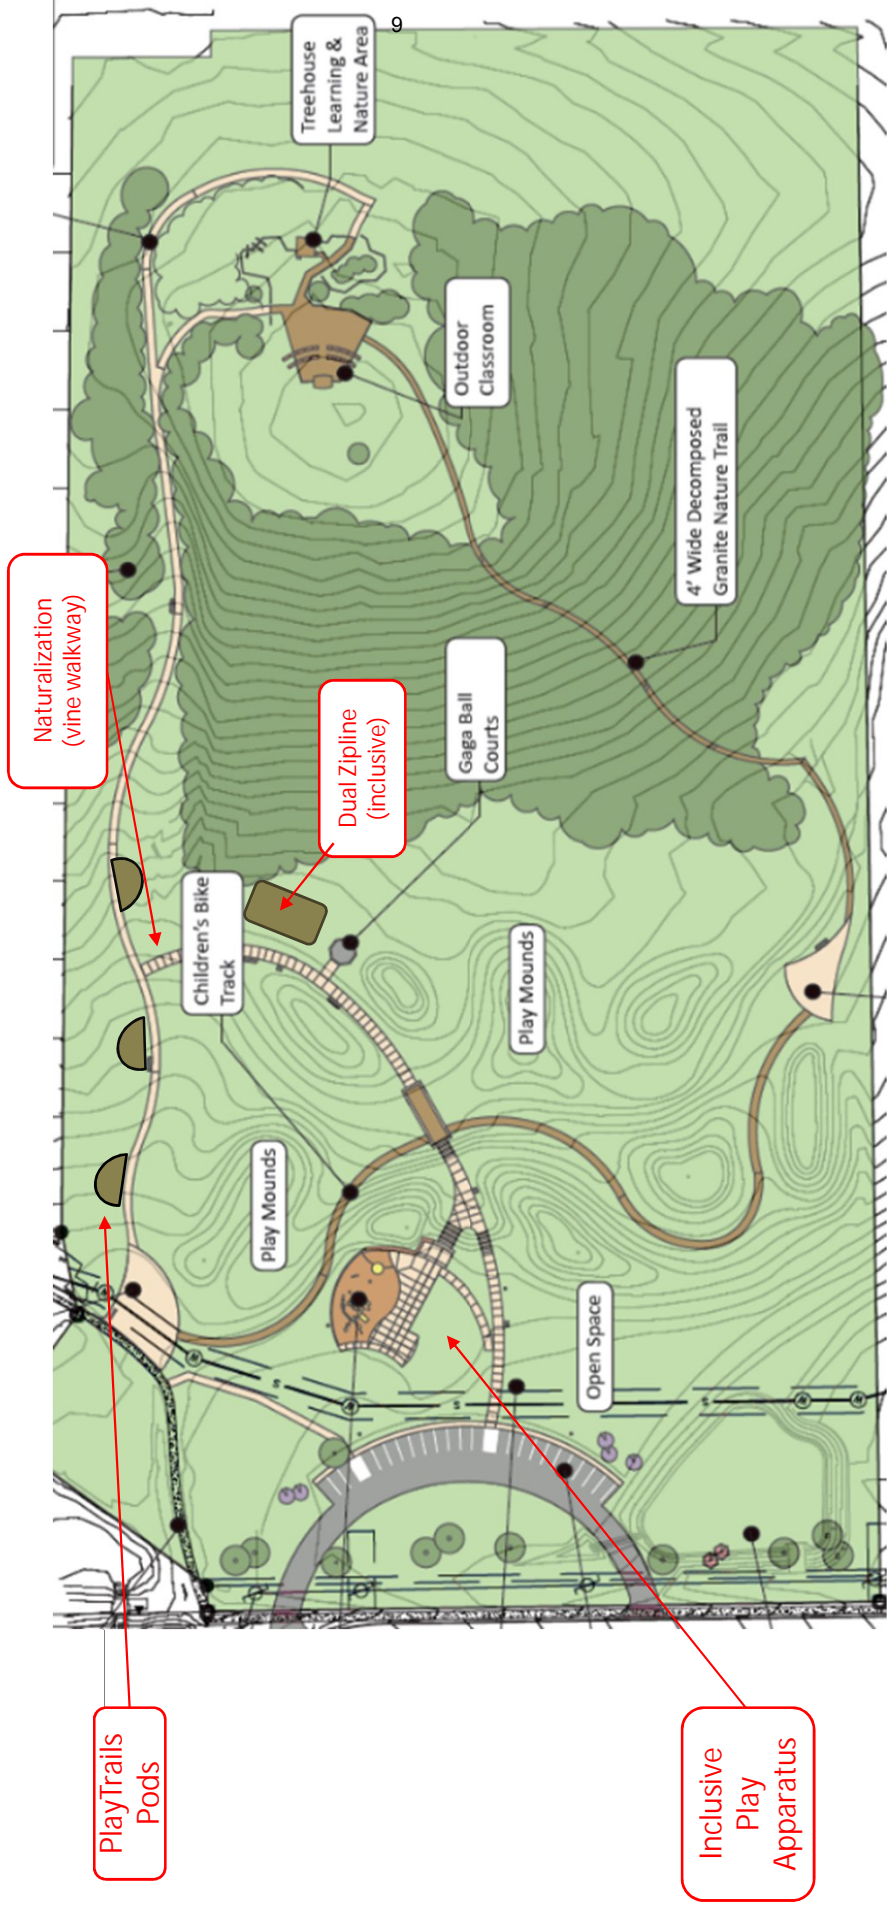 9
Treehouse
Learning &
Nature Area
Outdoor
Classroom
4' Wide Decomposed
Granite Nature Trail
Naturalization
(vine walkway)
Dual Zipline
(inclusive)
Gaga Ball
Courts
Children's Bike
Track
Play Mounds
Play Mounds
Open Space
S
S
S
PlayTrails
Pods
Inclusive
Play
Apparatus